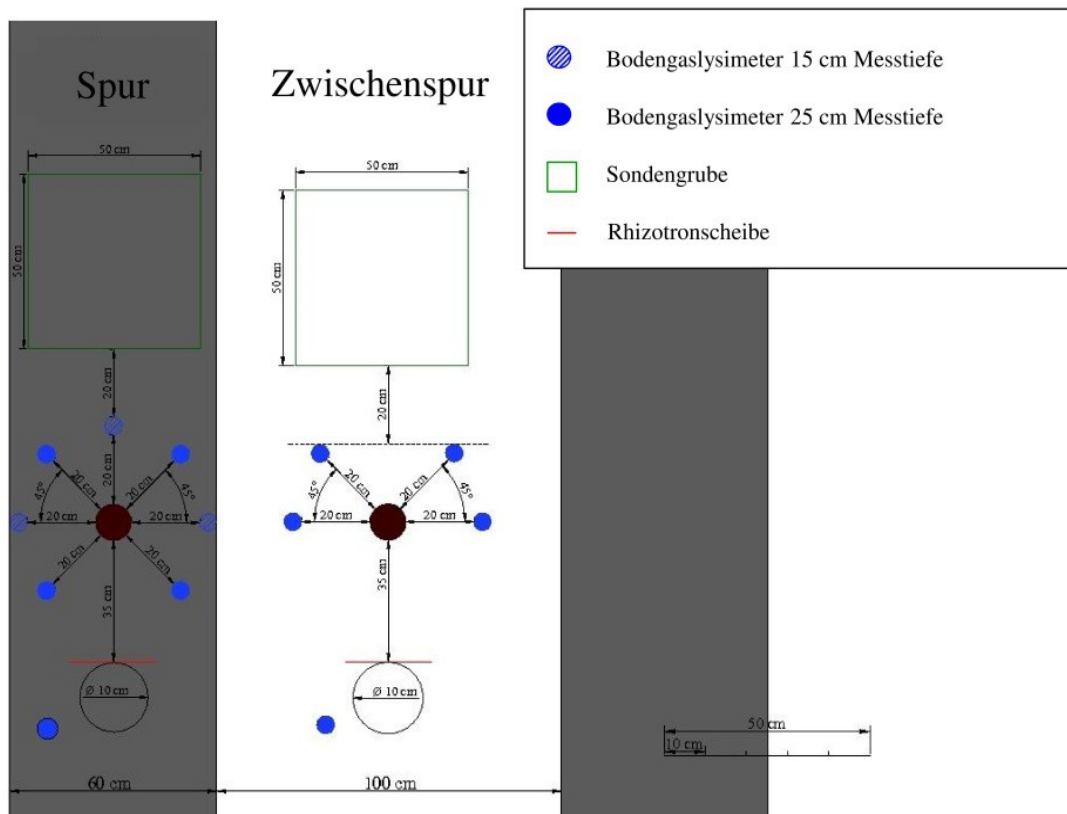 Spur
Zwischenspur
Bodengaslysimeter 15 cm Messtiefe
Bodengaslysimeter 25 cm Messtiefe
Sondengrube
Rhizotronscheibe
50 cm
50 cm
50 cm
50 cm
20 cm
20 cm
20 cm
20 cm
20 cm
45°
45°
20 cm
20 cm
20 cm
20 cm
35 cm
Ø 10 cm
20 cm
20 cm
45°
45°
20 cm
20 cm
35 cm
Ø 10 cm
50 cm
10 cm
60 cm
100 cm